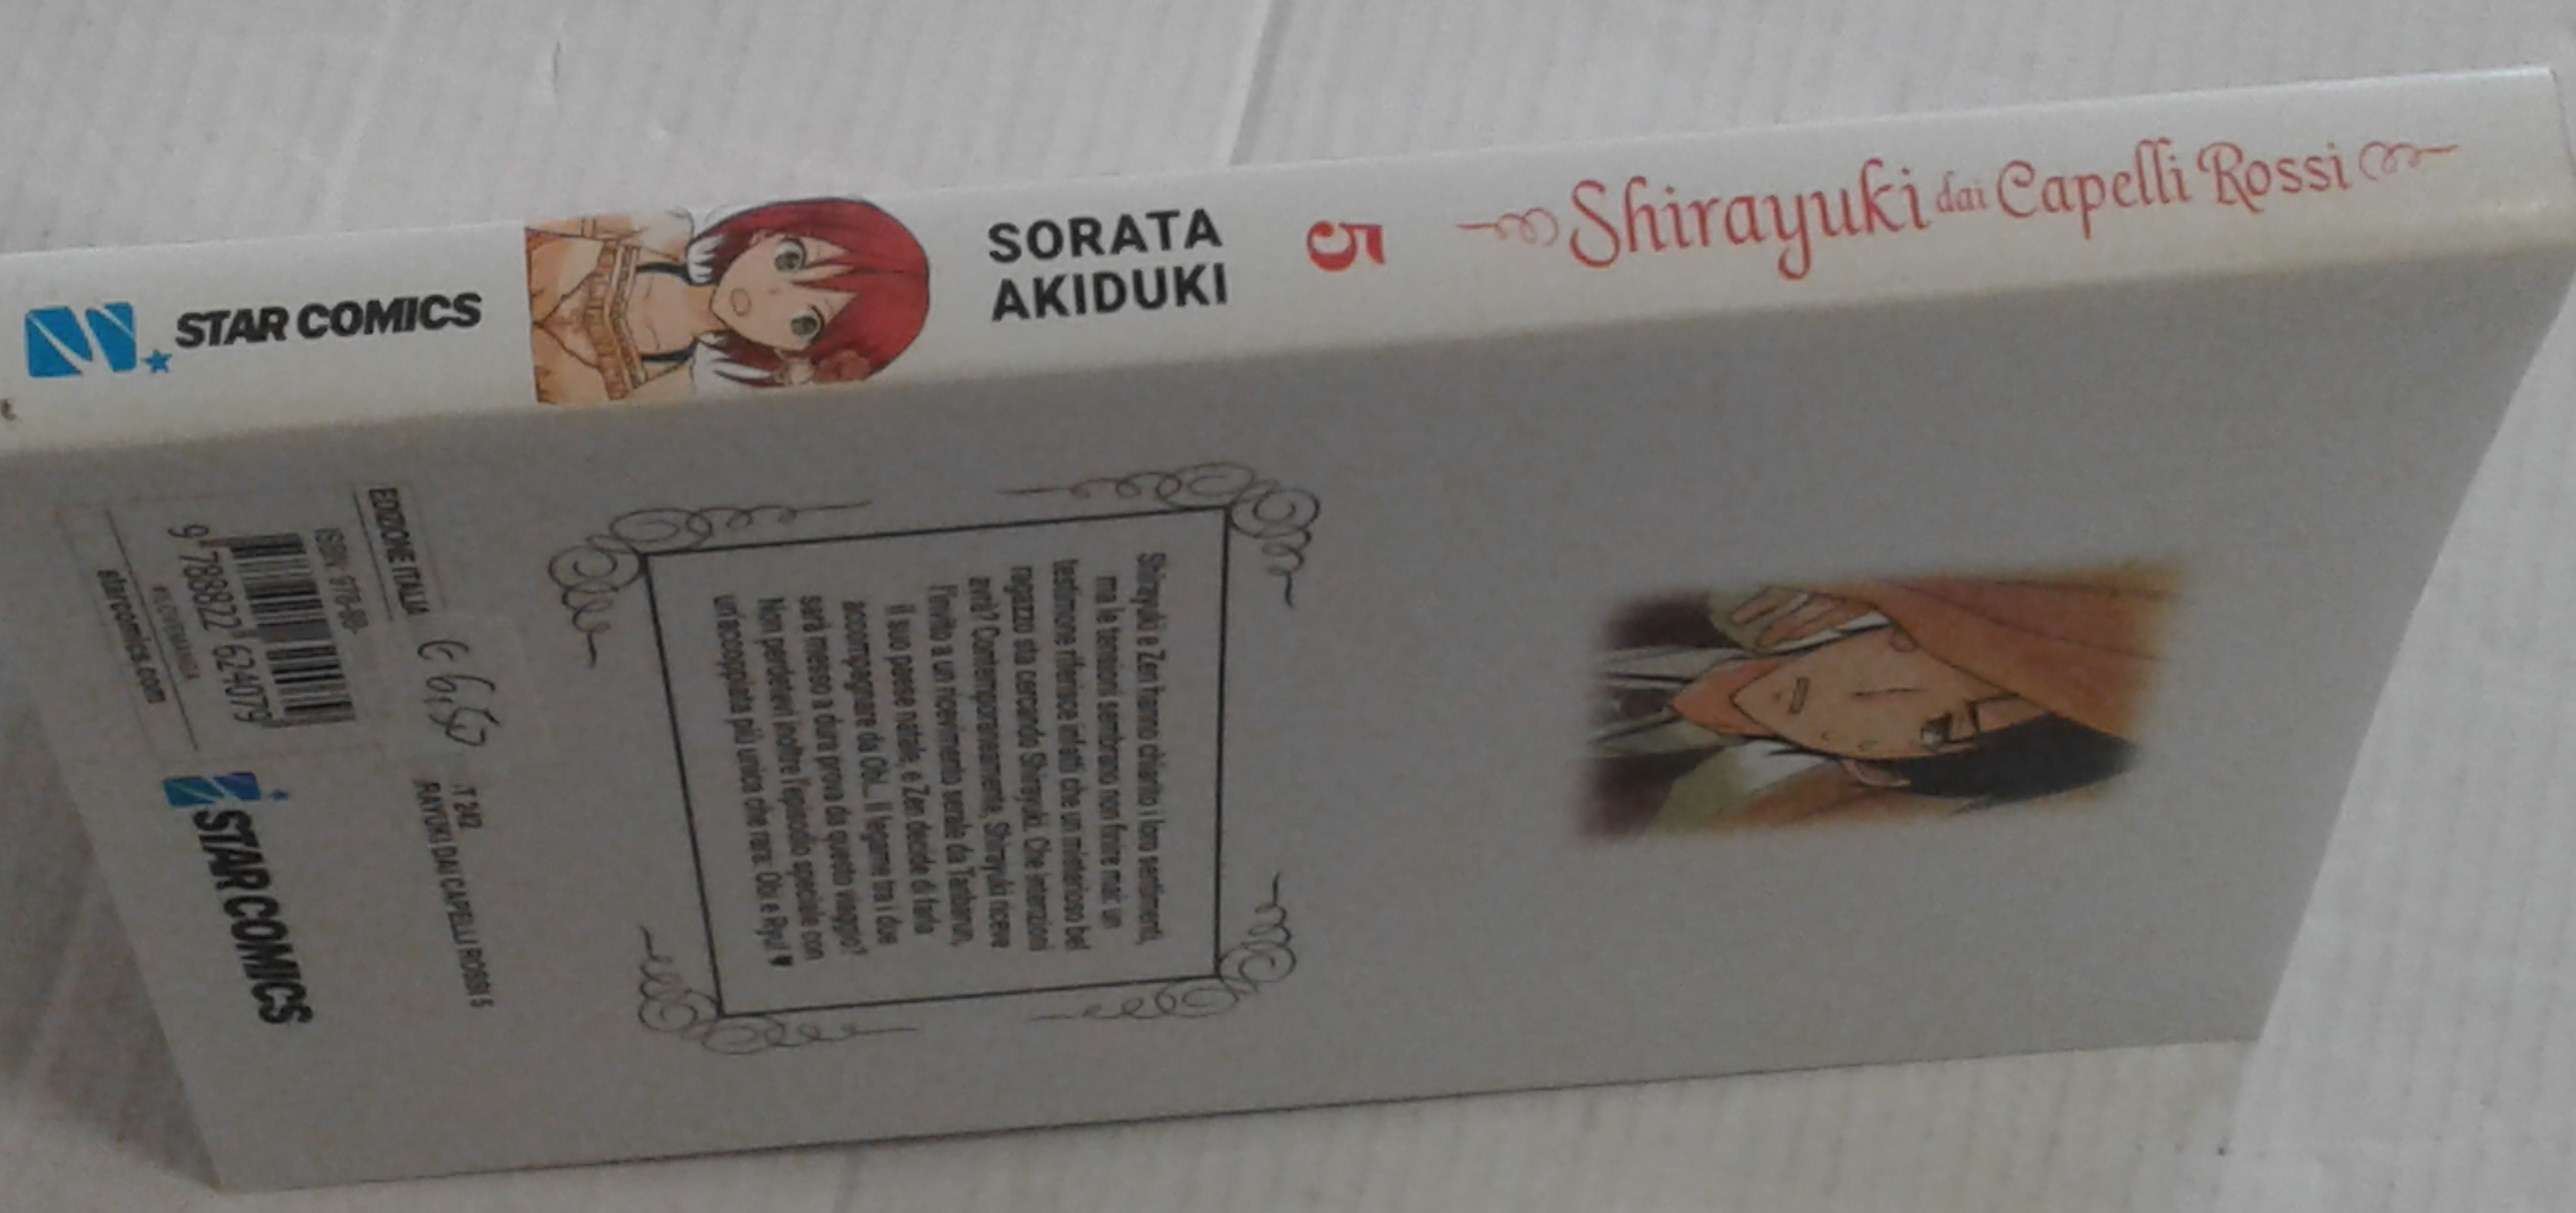 STAR COMICS
SORATA
AKIDUKI
5
Shirayuki dai Capelli Rossi
Shirayuki e Zen hanno chiarito i loro sentimenti,
ma le tensioni sembrano non finire mai: un
testimone riferisce infatti che un misterioso bel
ragazzo sta cercando Shirayuki. Che intenzioni
avrà? Contemporaneamente, Shirayuki riceve
l'invito a un ricevimento serale da Tanbarun,
il suo paese natale, e Zen decide di farla
accompagnare da Obi... Il legame tra i due
sarà messo a dura prova da questo viaggio?
Non perdetevi inoltre l'episodio speciale con
un'accoppiata più unica che rara: Obi e Ryu! ♥
EDIZIONE ITALIA
€ 6,50
T 242
RAYUKI DAI CAPELLI ROSSI 5
ISBN 978-88-
9 788822 624079
starcomics.com
STAR COMICS